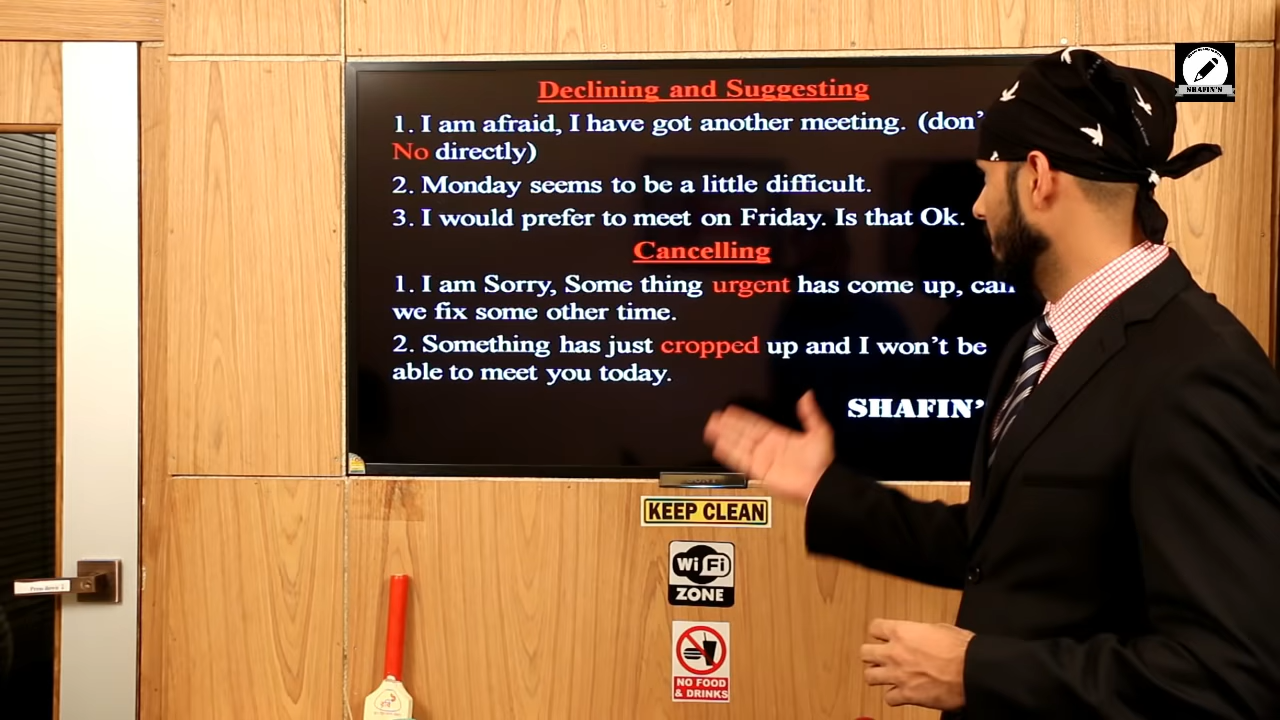 Declining and Suggesting
1. I am afraid, I have got another meeting. (don'
No directly)
2. Monday seems to be a little difficult.
3. I would prefer to meet on Friday. Is that Ok.
Cancelling
1. I am Sorry, Some thing urgent has come up, can
we fix some other time.
2. Something has just cropped up and I won't be
able to meet you today.
SHAFIN'
SHAFIN'S
SONY
KEEP CLEAN
Wi Fi
ZONE
NO FOOD
& DRINKS